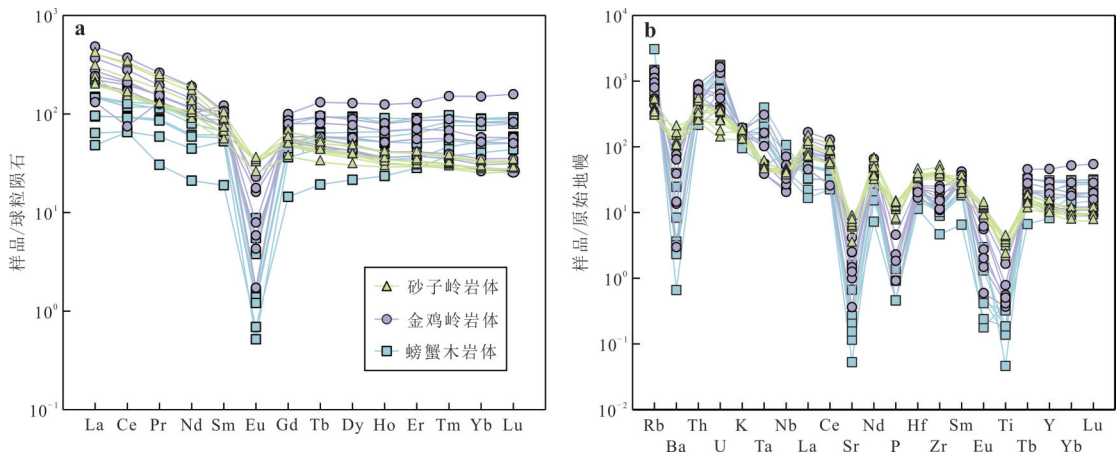 a
样品/球粒陨石
10³
10²
10¹
10⁰
10⁻¹
砂子岭岩体
金鸡岭岩体
螃蟹木岩体
La Ce Pr Nd Sm Eu Gd Tb Dy Ho Er Tm Yb Lu
b
样品/原始地幔
10⁴
10³
10²
10¹
10⁰
10⁻¹
10⁻²
Rb Th K Nb Ce Nd Hf Sm Ti Y Lu
Ba U Ta La Sr P Zr Eu Tb Yb